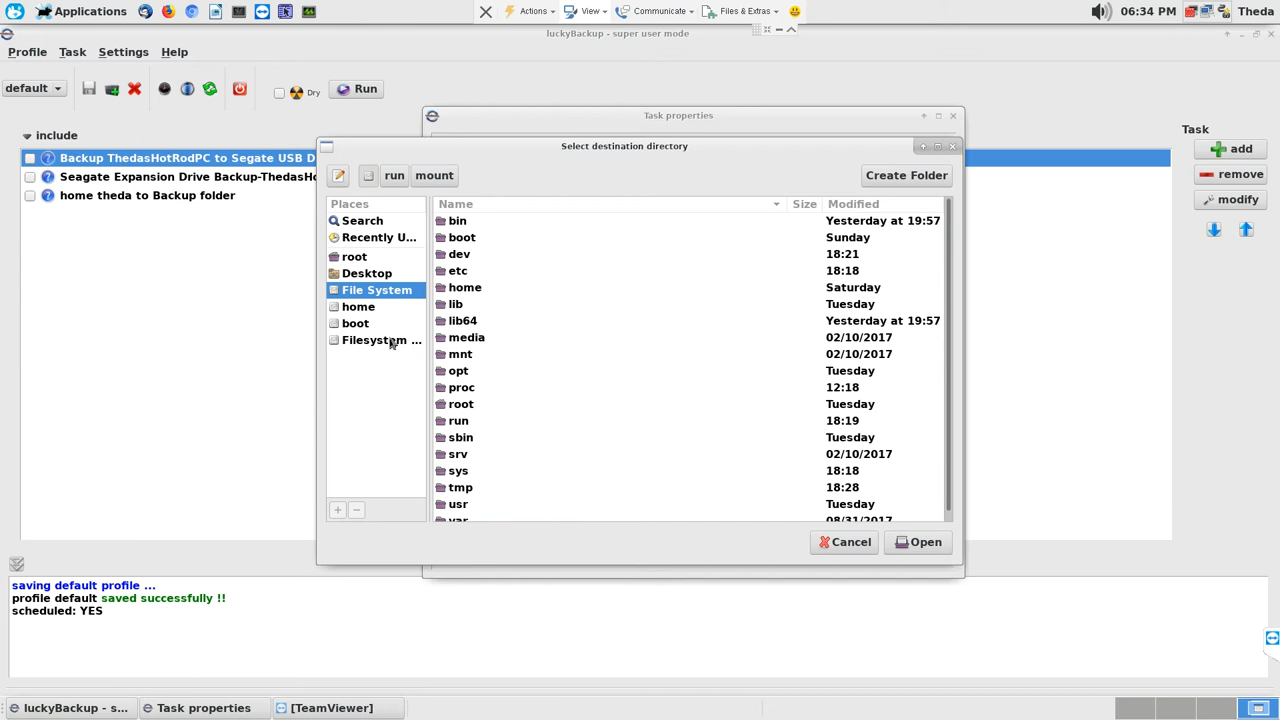 Applications
Actions
View
Communicate
Files & Extras
06:34 PM
Theda
luckyBackup - super user mode
Profile Task Settings Help
default
Dry
Run
Task properties
include
Task
Backup ThedasHotRodPC to Segate USB D
Seagate Expansion Drive Backup-ThedasHo
home theda to Backup folder
add
remove
modify
Select destination directory
run mount
Create Folder
Places
Search
Recently U...
root
Desktop
File System
home
boot
Filesystem ...
Name Size Modified
bin Yesterday at 19:57
boot Sunday
dev 18:21
etc 18:18
home Saturday
lib Tuesday
lib64 Yesterday at 19:57
media 02/10/2017
mnt 02/10/2017
opt Tuesday
proc 12:18
root Tuesday
run 18:19
sbin Tuesday
srv 02/10/2017
sys 18:18
tmp 18:28
usr Tuesday
var 08/31/2017
Cancel Open
saving default profile ...
profile default saved successfully !!
scheduled: YES
luckyBackup - s... Task properties [TeamViewer]